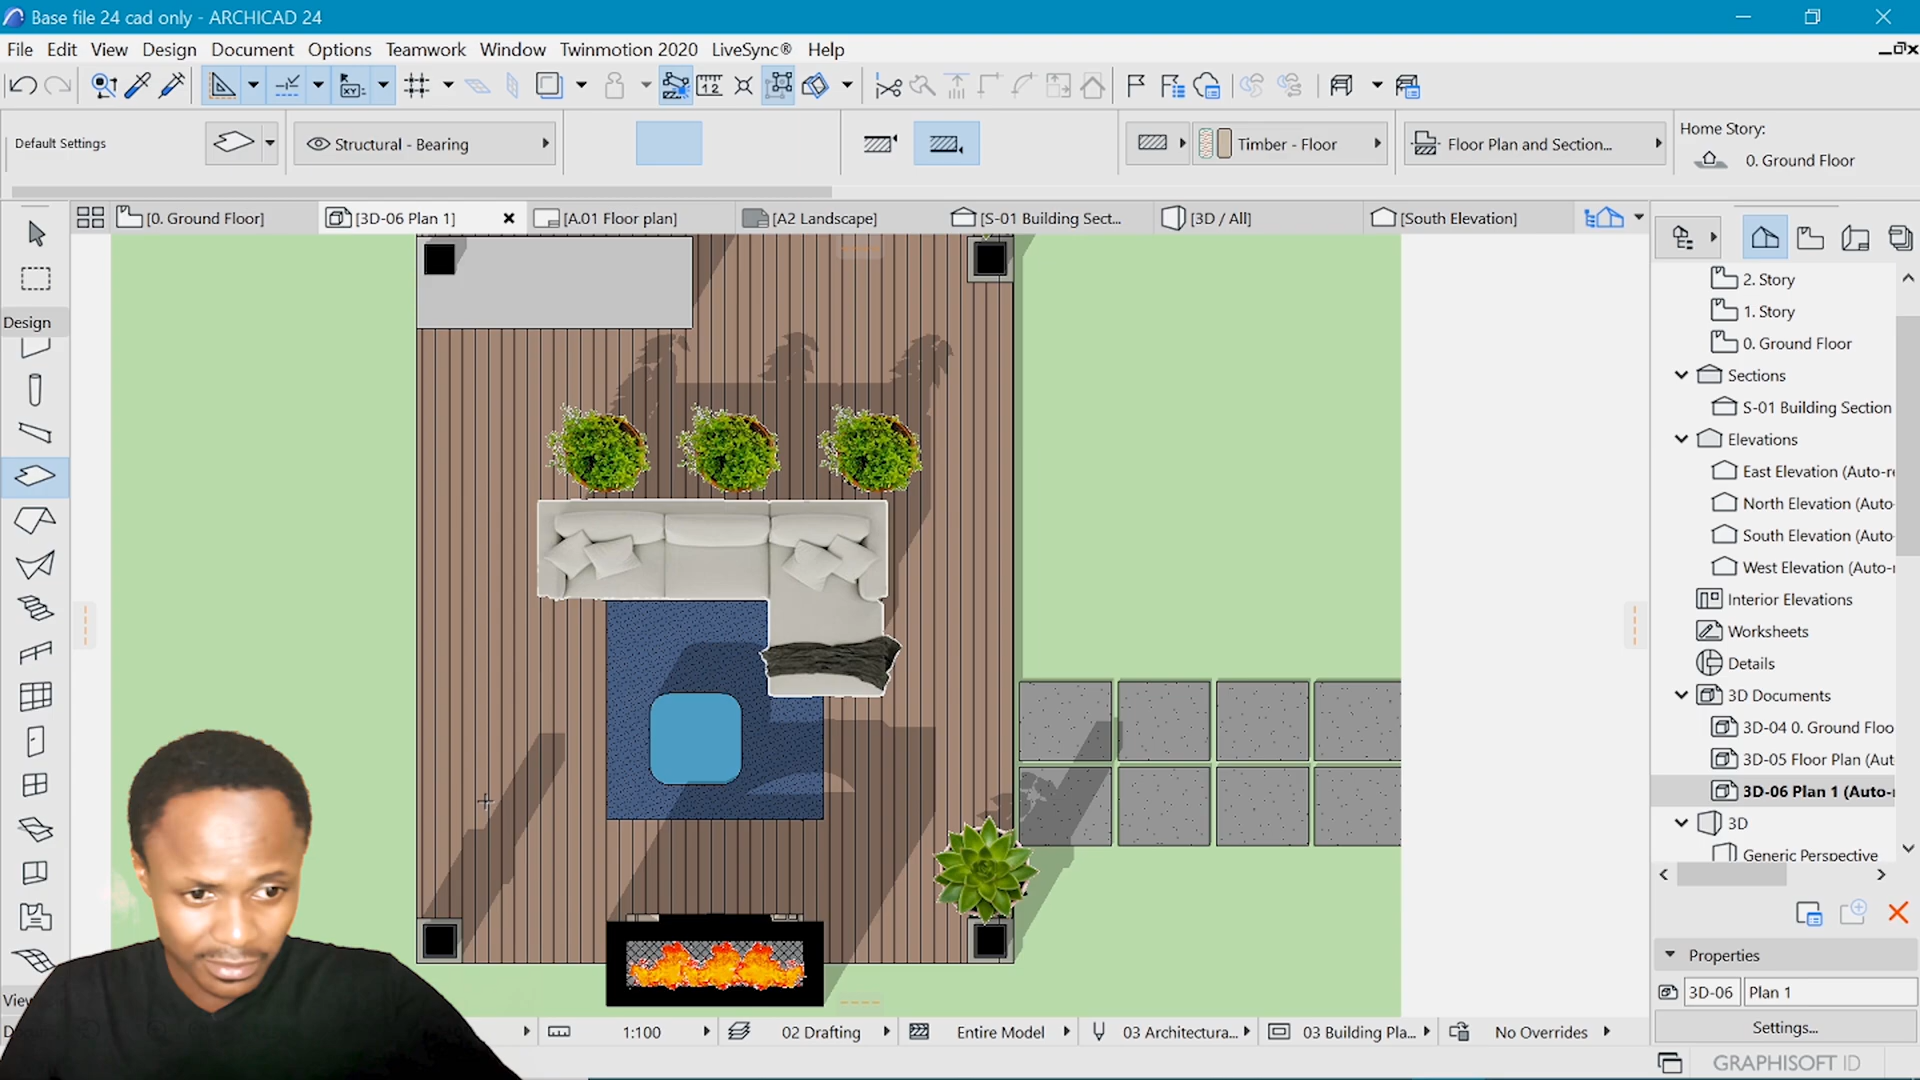 Base file 24 cad only - ARCHICAD 24
File Edit View Design Document Options Teamwork Window Twinmotion 2020 LiveSync® Help
Default Settings
Structural - Bearing
Timber - Floor
Floor Plan and Section...
Home Story:
0. Ground Floor
[0. Ground Floor]
[3D-06 Plan 1]
[A.01 Floor plan]
[A2 Landscape]
[S-01 Building Sect...
[3D / All]
[South Elevation]
Design
2. Story
1. Story
0. Ground Floor
Sections
S-01 Building Section
Elevations
East Elevation (Auto-re
North Elevation (Auto-
South Elevation (Auto-
West Elevation (Auto-r
Interior Elevations
Worksheets
Details
3D Documents
3D-04 0. Ground Floo
3D-05 Floor Plan (Aut
3D-06 Plan 1 (Auto-
3D
Generic Perspective
Properties
3D-06
Plan 1
Settings...
1:100
02 Drafting
Entire Model
03 Architectura...
03 Building Pla...
No Overrides
GRAPHISOFT ID